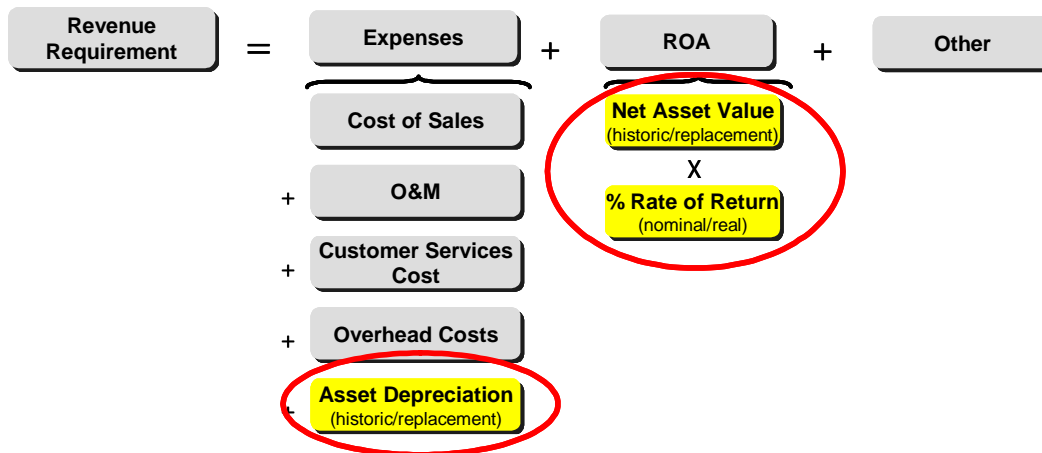 Revenue
Requirement
=
Expenses
+
ROA
+
Other
Cost of Sales
+ O&M
+ Customer Services
Cost
+ Overhead Costs
+ Asset Depreciation
(historic/replacement)
Net Asset Value
(historic/replacement)
X
% Rate of Return
(nominal/real)